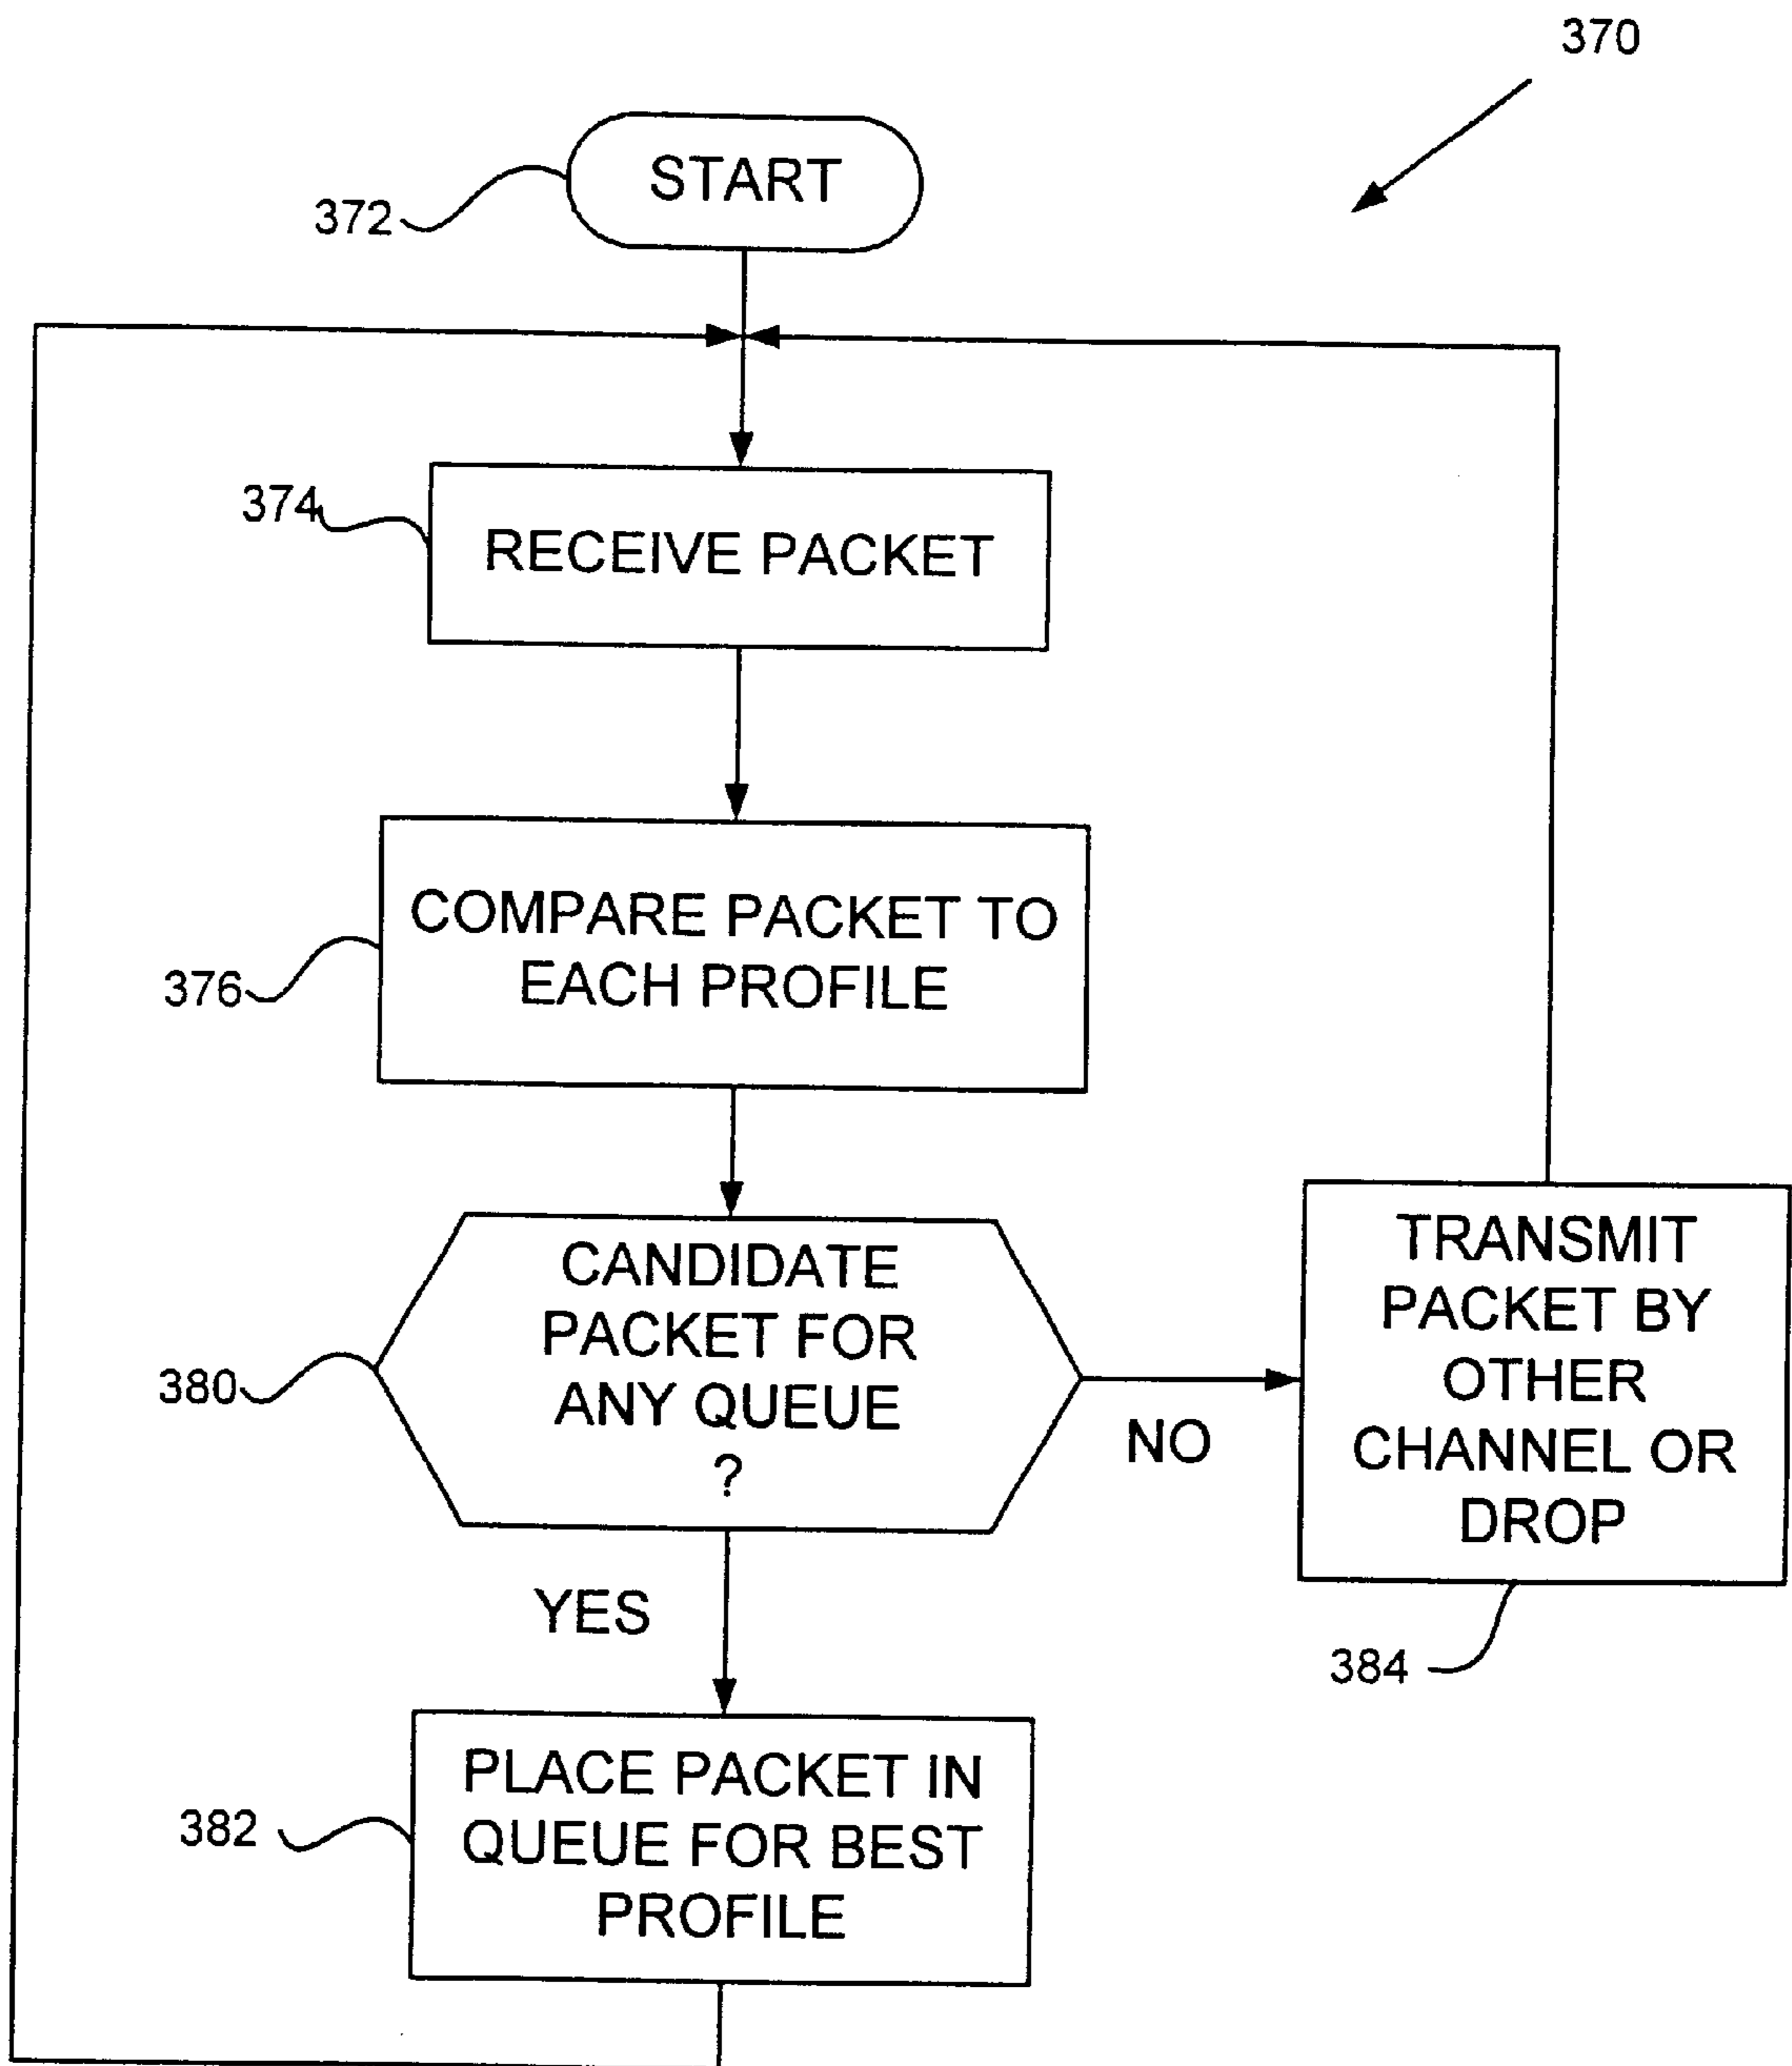 370
START
372
374
RECEIVE PACKET
COMPARE PACKET TO
EACH PROFILE
376
CANDIDATE
PACKET FOR
ANY QUEUE
?
380
NO
TRANSMIT
PACKET BY
OTHER
CHANNEL OR
DROP
384
YES
PLACE PACKET IN
QUEUE FOR BEST
PROFILE
382